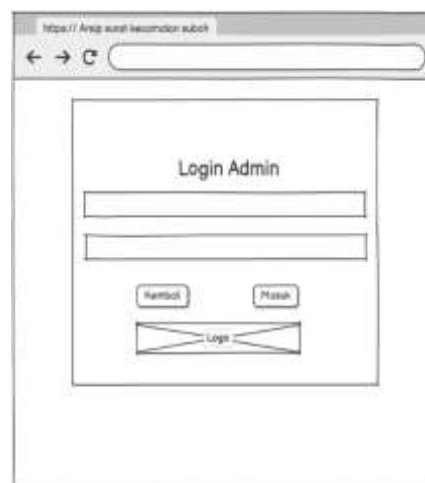 https:// Arsip surat kecamatan suboh
Login Admin
Kembali
Masuk
Logo